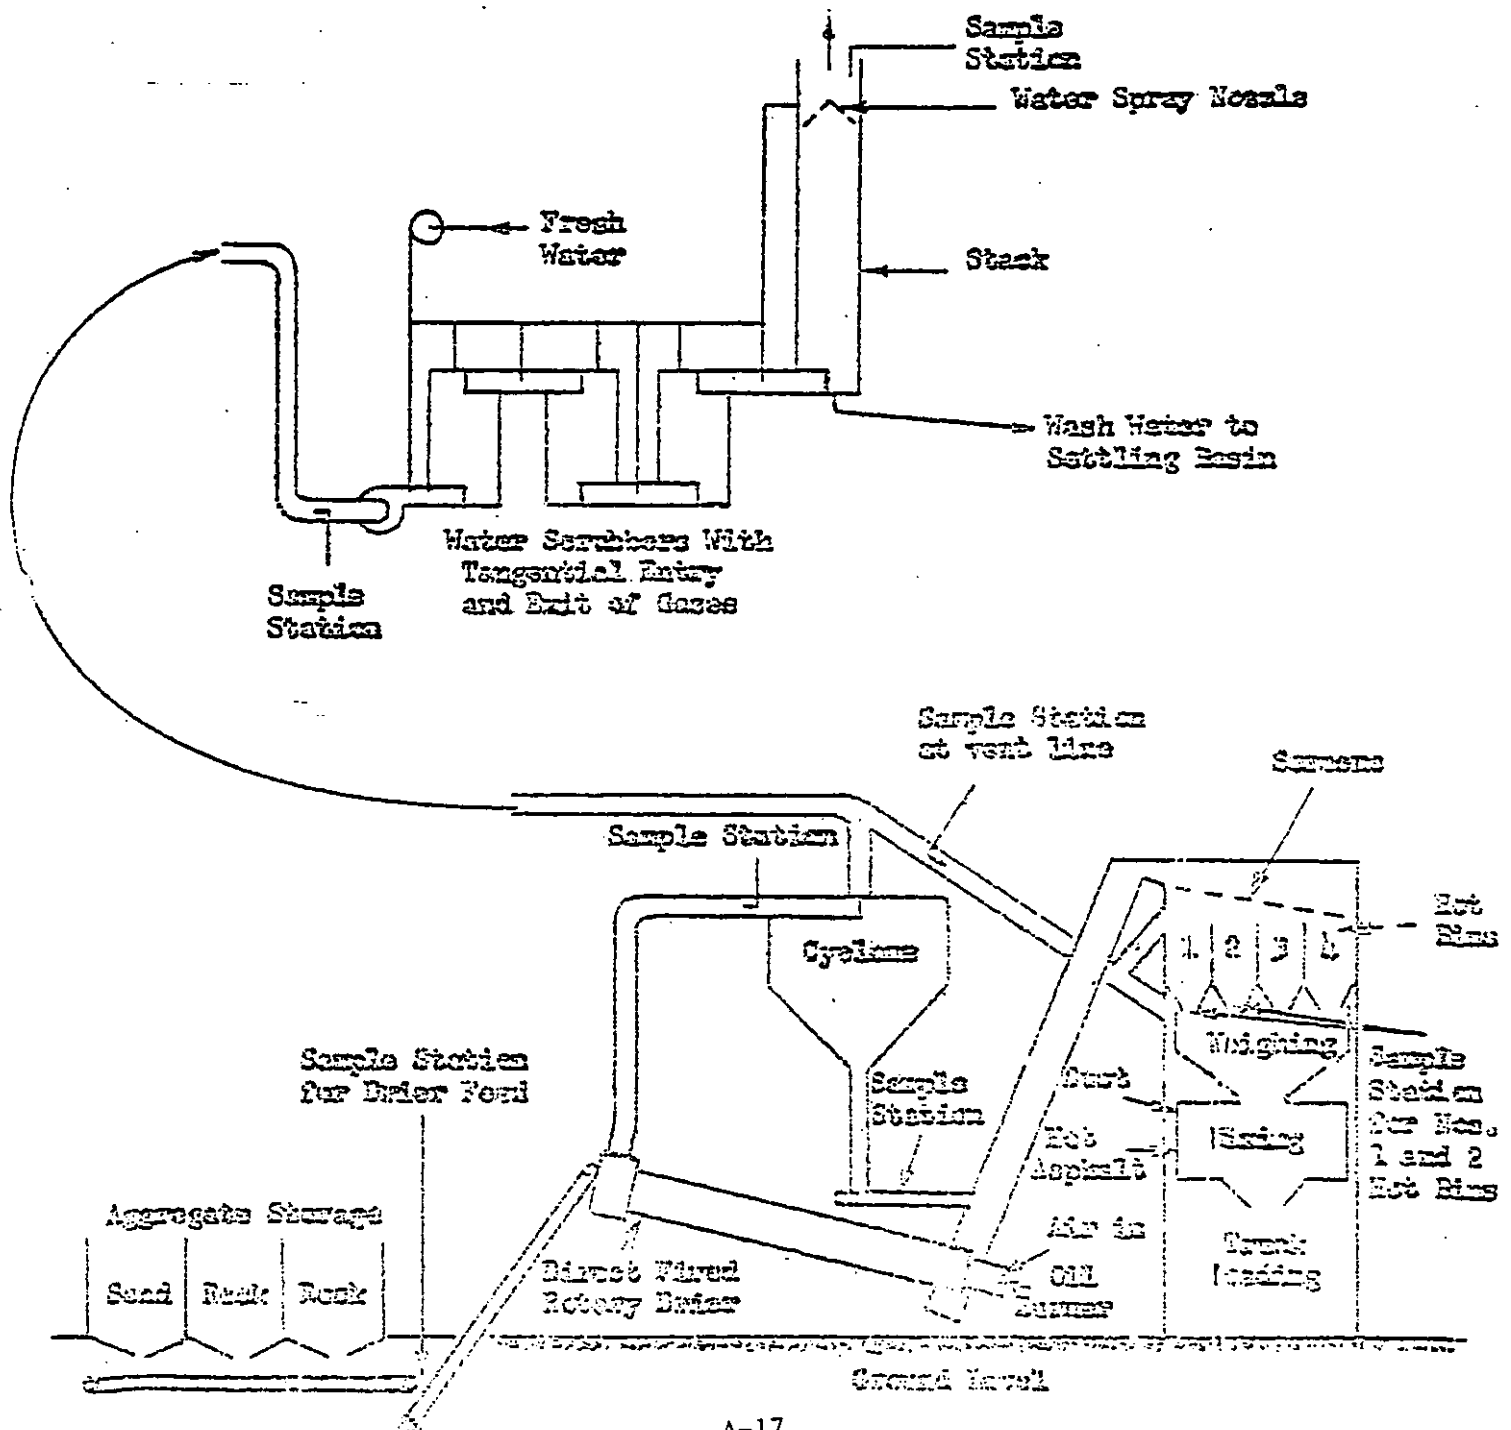 Sample
Station
Water Spray Nozzle
Fresh
Water
Stack
Wash Water to
Settling Basin
Water Scrubbers With
Tangential Entry
and Exit of Gases
Sample
Station
Sample Station
at vent line
Screens
Sample Station
Hot
Bins
Cyclone
1 2 3 4
Weighing
Sample Station
for Drier Feed
Sample
Station
Dust
Sample
Station
for Nos.
1 and 2
Hot Bins
Hot
Asphalt
Mixing
Aggregate Storage
Air in
Truck
Loading
Sand Rock Rock
Direct Fired
Rotary Drier
Oil
Burner
Ground Level
A-17